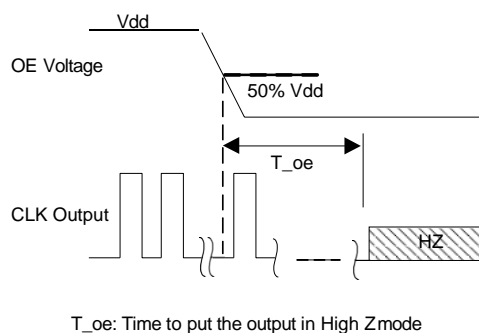 Vdd
OE Voltage
50% Vdd
T_oe
CLK Output
HZ
T_oe: Time to put the output in High Zmode